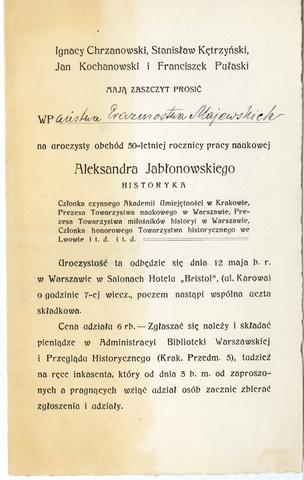 Ignacy Chrzanowski, Stanisław Kętrzyński,
Jan Kochanowski i Franciszek Pułaski
MAJĄ ZASZCZYT PROSIĆ
WPaństwa Erazmostwa Majewskich
na uroczysty obchód 50-letniej rocznicy pracy naukowej
Aleksandra Jabłonowskiego
HISTORYKA
Członka czynnego Akademii Umiejętności w Krakowie,
Prezesa Towarzystwa naukowego w Warszawie, Pre-
zesa Towarzystwa miłośników historyi w Warszawie,
Członka honorowego Towarzystwa historycznego we
Lwowie i t. d. i t. d.
Uroczystość ta odbędzie się dnia 12 maja b. r.
w Warszawie w Salonach Hotelu „Bristol", (ul. Karowa)
o godzinie 7-ej wiecz., poczem nastąpi wspólna uczta
składkowa.
Cena udziału 6 rb.— Zgłaszać się należy i składać
pieniądze w Administracyi Biblioteki Warszawskiej
i Przeglądu Historycznego (Krak. Przedm. 5), tudzież
na ręce inkasenta, który od dnia 5 b. m. od zaproszo-
nych a pragnących wziąć udział osób zacznie zbierać
zgłoszenia i udziały.